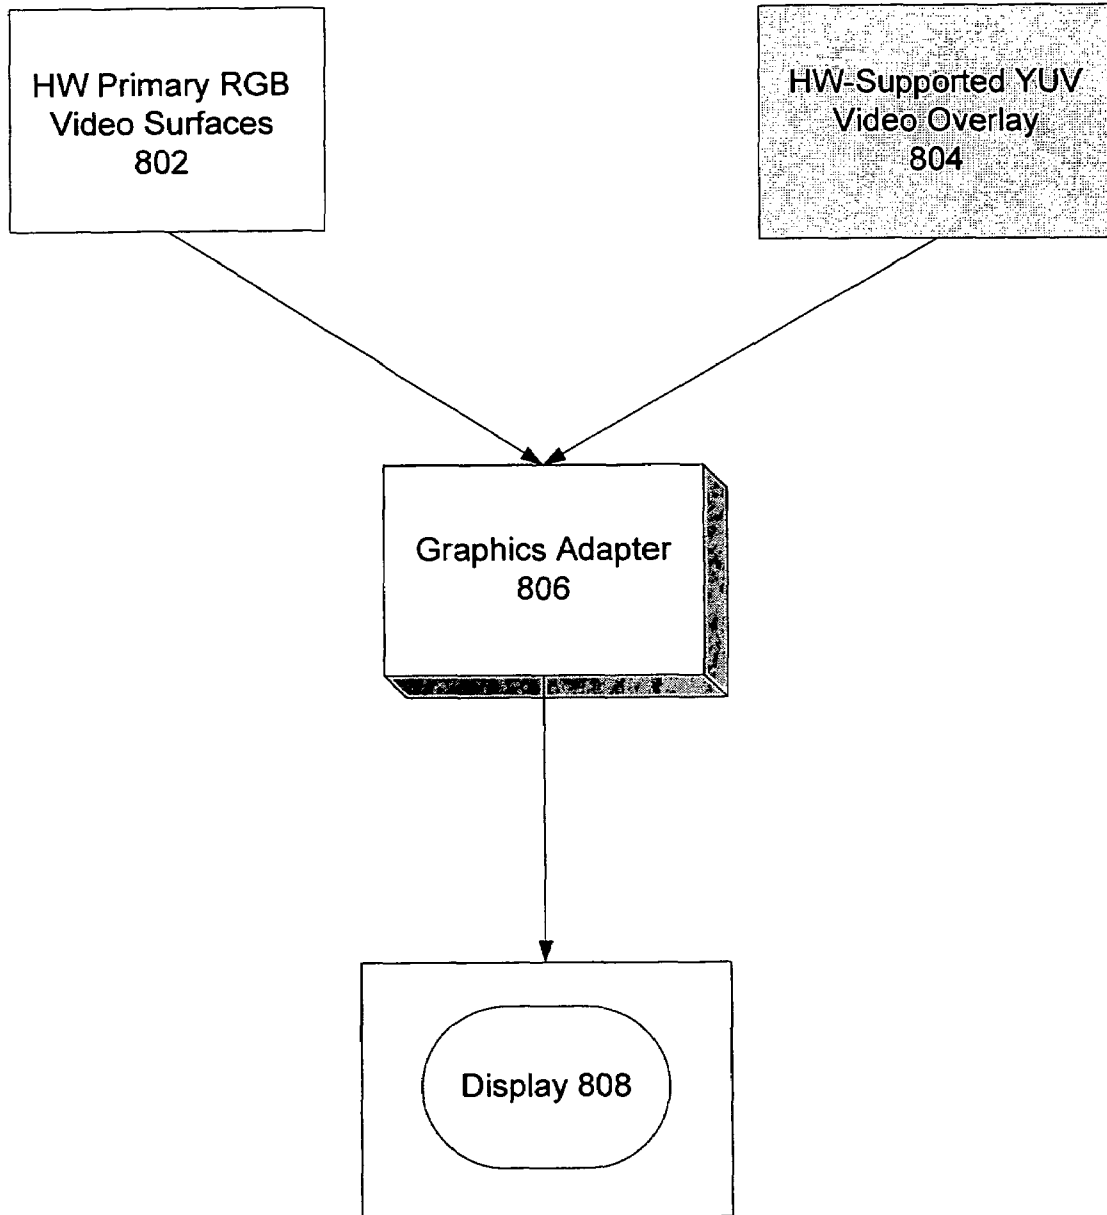 HW Primary RGB
Video Surfaces
802
HW-Supported YUV
Video Overlay
804
Graphics Adapter
806
Display 808